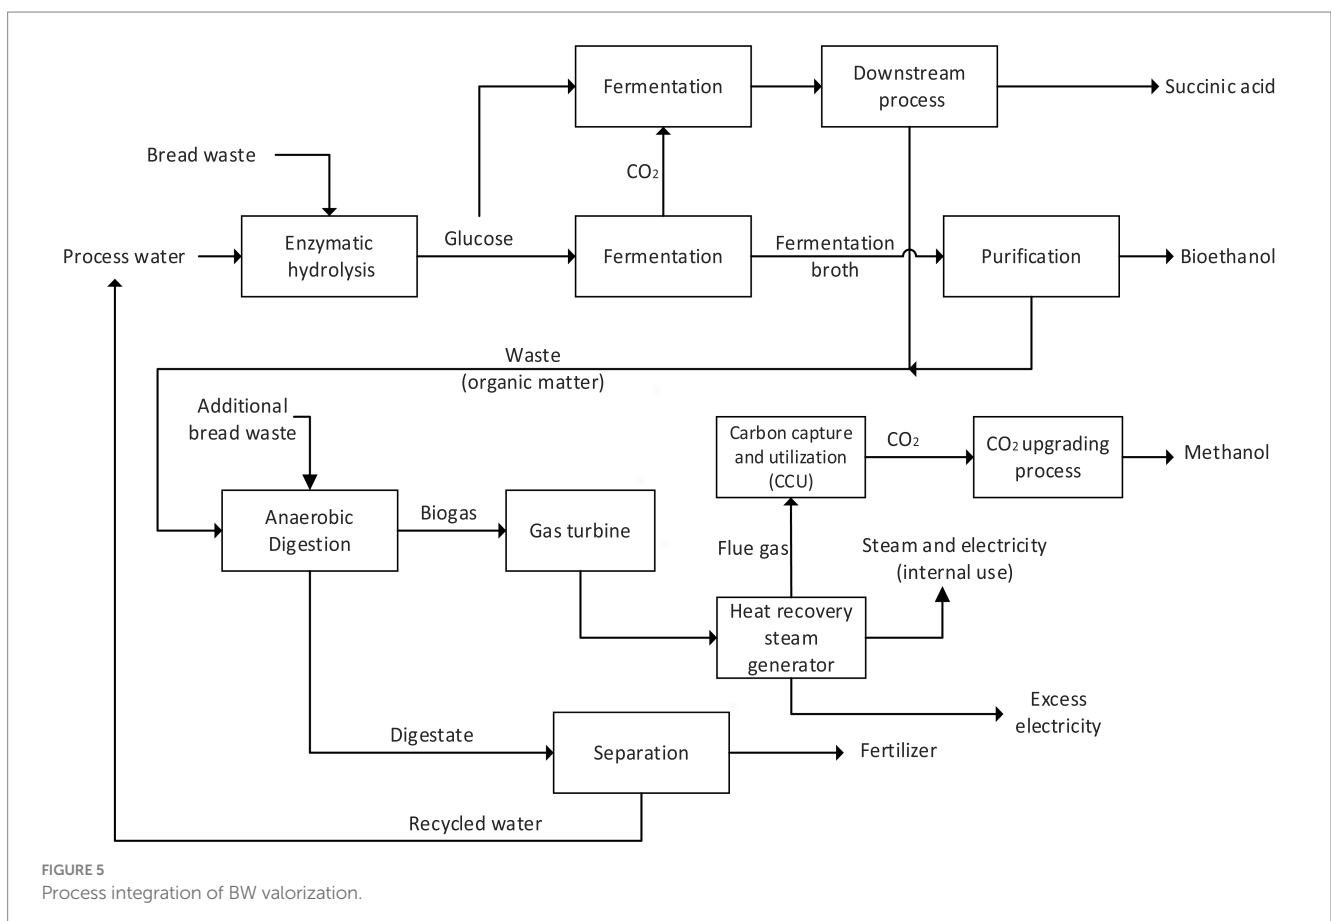 Fermentation
Downstream
process
Succinic acid
Bread waste
CO₂
Process water
Enzymatic
hydrolysis
Glucose
Fermentation
Fermentation
broth
Purification
Bioethanol
Waste
(organic matter)
Additional
bread waste
Carbon capture
and utilization
(CCU)
CO₂
CO₂ upgrading
process
Methanol
Anaerobic
Digestion
Biogas
Gas turbine
Flue gas
Steam and electricity
(internal use)
Heat recovery
steam
generator
Excess
electricity
Digestate
Separation
Fertilizer
Recycled water
FIGURE 5
Process integration of BW valorization.